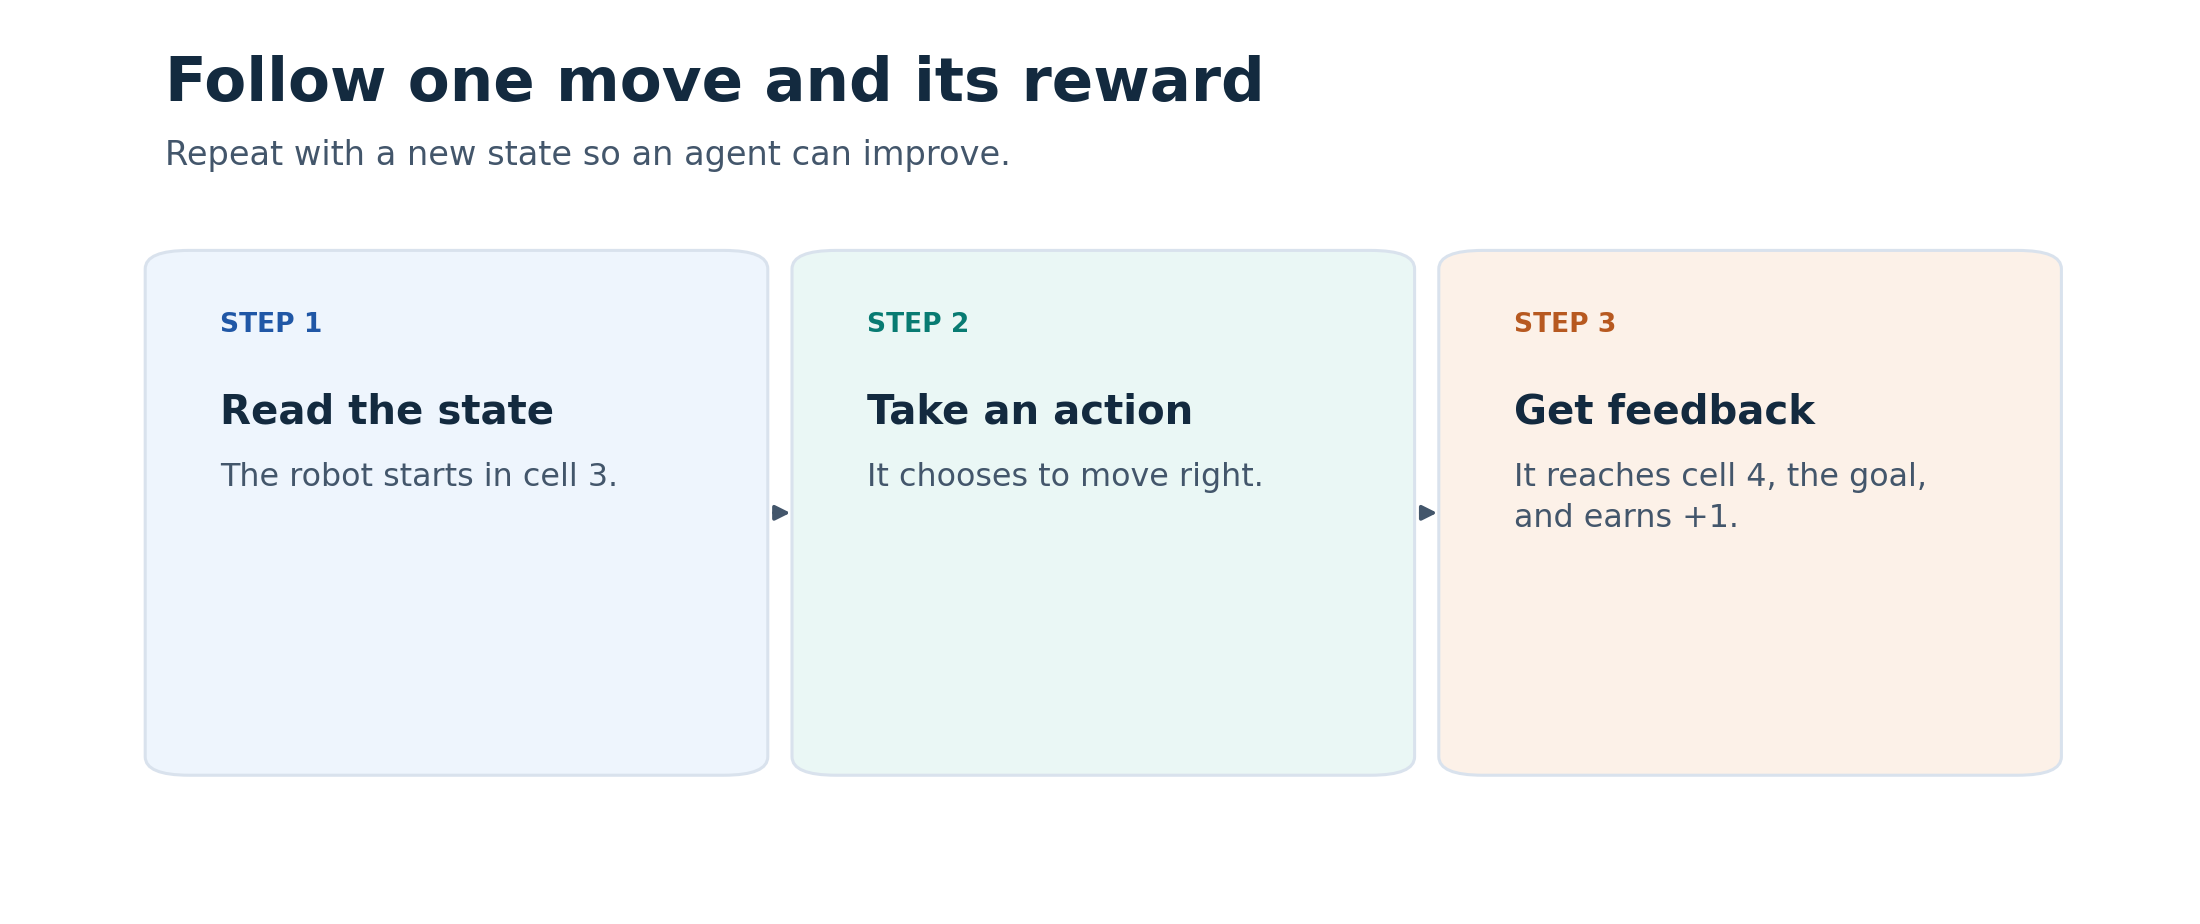 Follow one move and its reward
Repeat with a new state so an agent can improve.
STEP 1
Read the state
The robot starts in cell 3.
STEP 2
Take an action
It chooses to move right.
STEP 3
Get feedback
It reaches cell 4, the goal,
and earns +1.